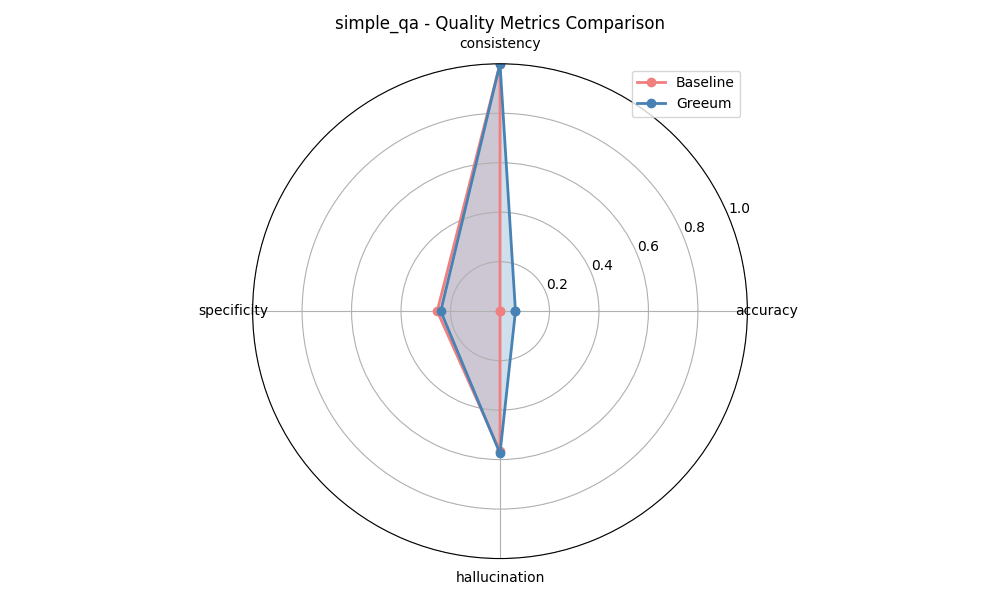 simple_qa - Quality Metrics Comparison
consistency
Baseline
Greeum
1.0
0.8
0.6
0.4
0.2
specificity
accuracy
hallucination